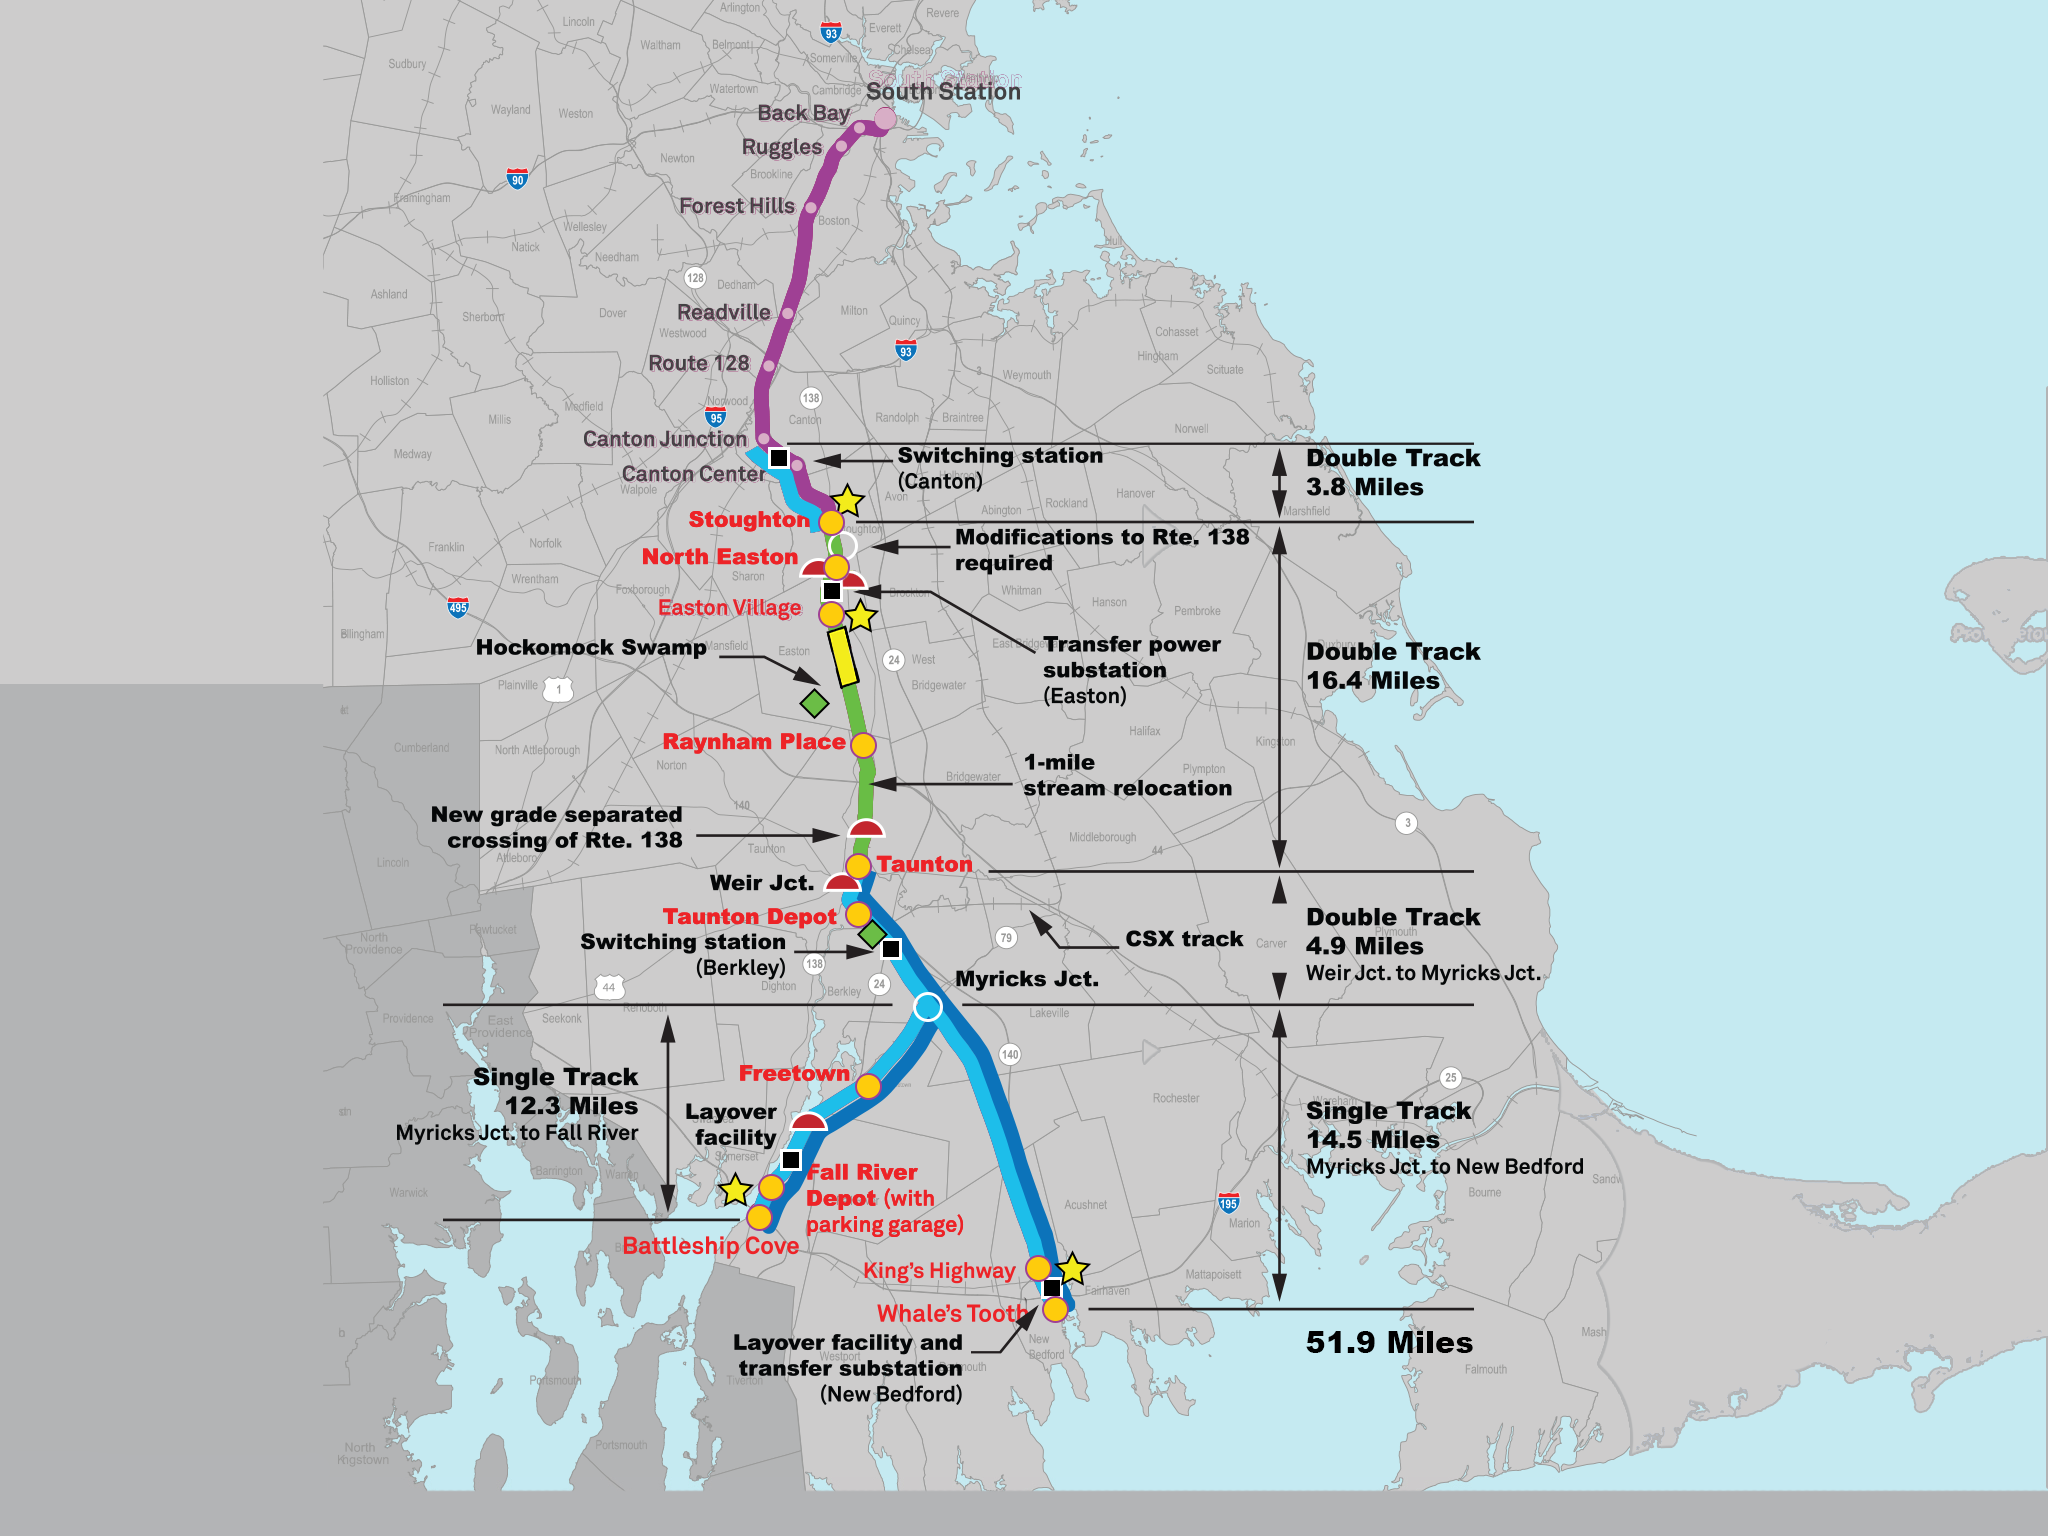 Arlington
Revere
Lincoln
93
Everett
Waltham
Belmont
Chelsea
Somerville
Sudbury
South Station
Watertown
Cambridge
South Station
Wayland
Weston
Back Bay
Ruggles
Newton
90
Brookline
Framingham
Forest Hills
Boston
Wellesley
Natick
Needham
Hull
128
Dedham
Ashland
Sherborn
Dover
Readville
Milton
Quincy
Westwood
Cohasset
93
Hingham
Route 128
3
Weymouth
Scituate
Holliston
Medfield
Norwood
138
Millis
95
Canton
Randolph
Braintree
Norwell
Canton Junction
Medway
Switching station
(Canton)
Double Track
3.8 Miles
Canton Center
Walpole
Holbrook
Avon
Rockland
Hanover
Abington
Marshfield
Stoughton
Franklin
Norfolk
Modifications to Rte. 138
required
North Easton
Wrentham
Sharon
Foxborough
Brockton
Whitman
Hanson
Pembroke
495
Easton Village
Bellingham
Hockomock Swamp
Mansfield
Easton
24
West
Bridgewater
East Bridgewater
Duxbury
Transfer power
substation
(Easton)
Double Track
16.4 Miles
Provincetown
Plainville
1
Halifax
Kingston
Cumberland
North Attleborough
Raynham Place
Norton
Bridgewater
Plympton
1-mile
stream relocation
140
New grade separated
crossing of Rte. 138
3
Middleborough
44
Taunton
Attleboro
Lincoln
Taunton
Weir Jct.
Taunton Depot
Pawtucket
North
Providence
Switching station
(Berkley)
138
79
CSX track
Carver
Plymouth
Double Track
4.9 Miles
Weir Jct. to Myricks Jct.
Myricks Jct.
44
Dighton
Berkley
24
Rehoboth
Seekonk
Providence
East
Providence
Lakeville
140
Freetown
25
Single Track
12.3 Miles
Myricks Jct. to Fall River
Rochester
Wareham
Layover
facility
Swansea
Somerset
Single Track
14.5 Miles
Myricks Jct. to New Bedford
Barrington
Warren
Warwick
Fall River
Depot (with
parking garage)
Acushnet
195
Marion
Bourne
Sandw
Battleship Cove
King's Highway
Mattapoisett
Fairhaven
Whale's Tooth
Layover facility and
transfer substation
(New Bedford)
New
Bedford
51.9 Miles
Mash
Westport
Dartmouth
Falmouth
Portsmouth
Tiverton
Portsmouth
North
Kingstown